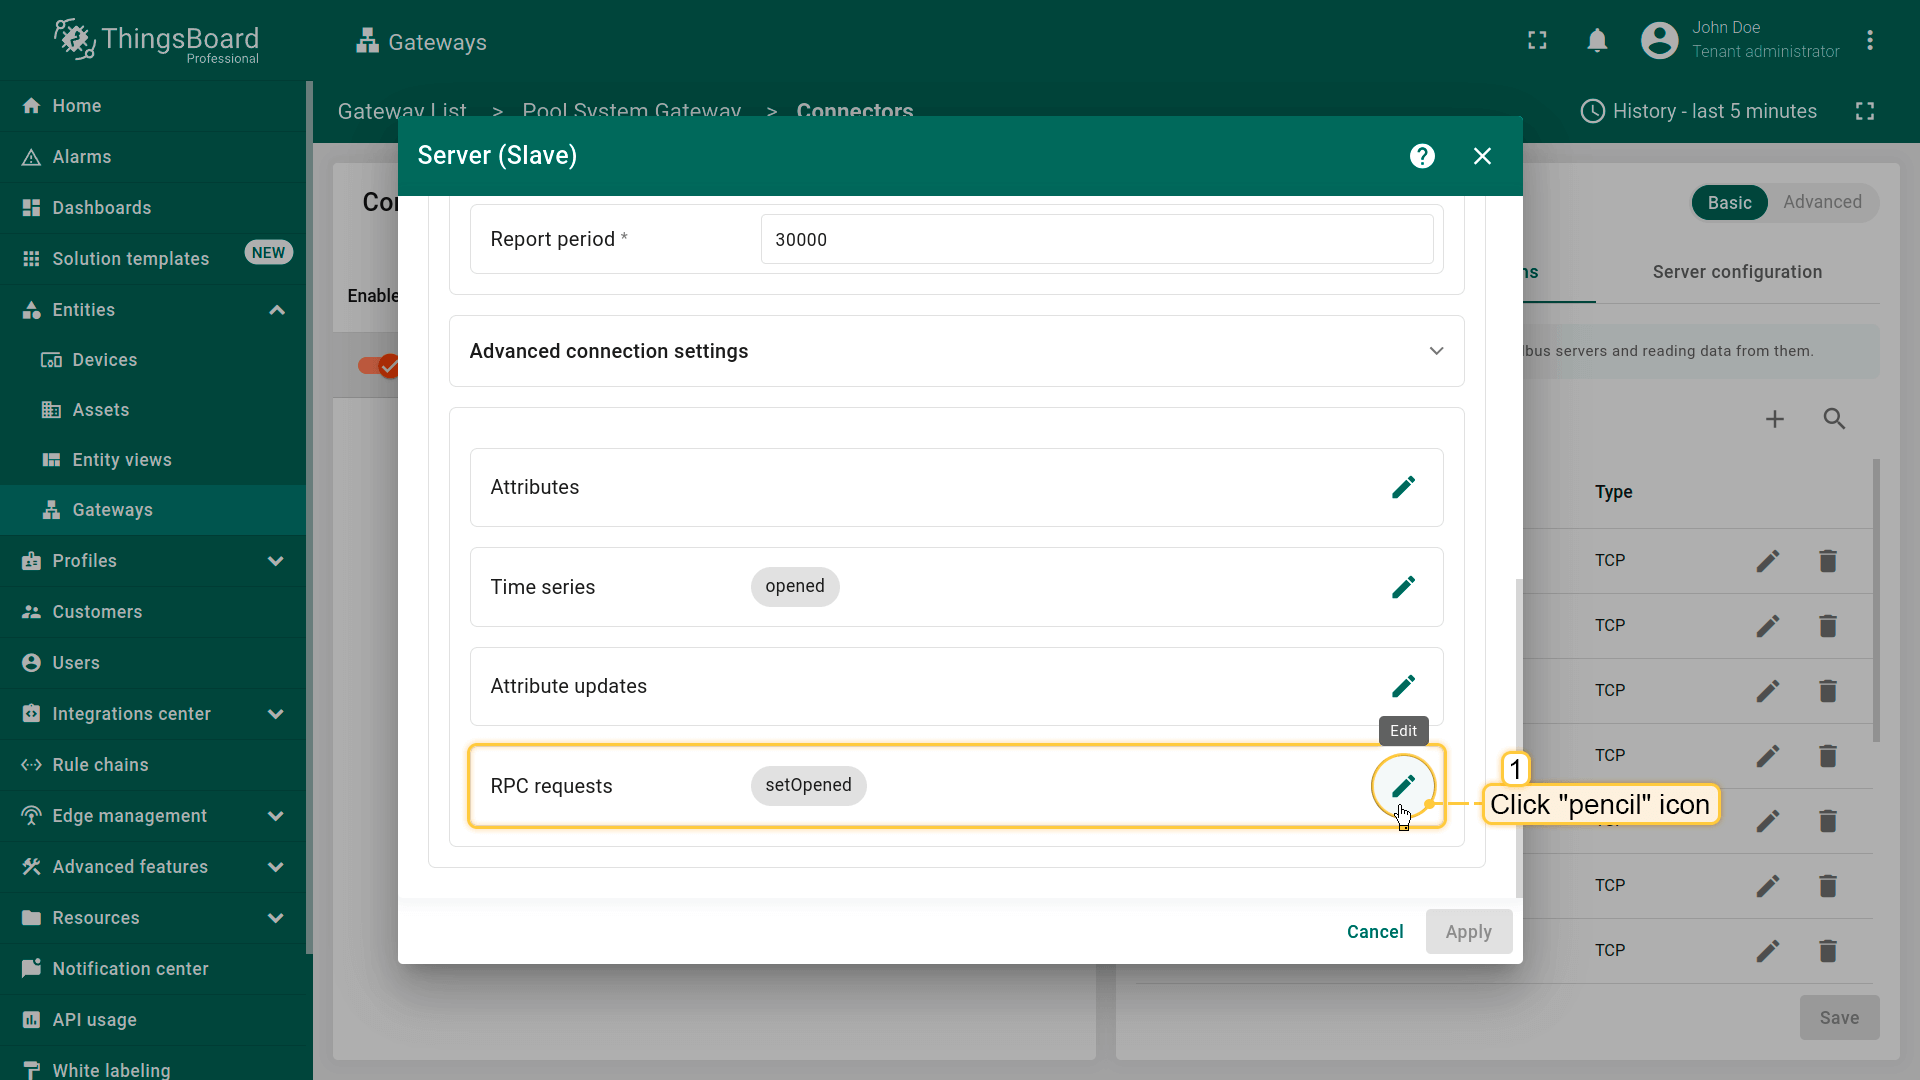 ThingsBoard
Professional
Gateways
John Doe
Tenant administrator
Home
Alarms
Dashboards
Solution templates
NEW
Entities
Devices
Assets
Entity views
Gateways
Profiles
Customers
Users
Integrations center
Rule chains
Edge management
Advanced features
Resources
Notification center
API usage
White labeling
Gateway List > Pool System Gateway > Connectors
History - last 5 minutes
Server (Slave)
Report period *
30000
Advanced connection settings
Attributes
Time series
opened
Attribute updates
Edit
RPC requests
setOpened
1
Click "pencil" icon
Cancel
Apply
Basic
Advanced
Server configuration
servers and reading data from them.
Type
TCP
TCP
TCP
TCP
TCP
TCP
Save